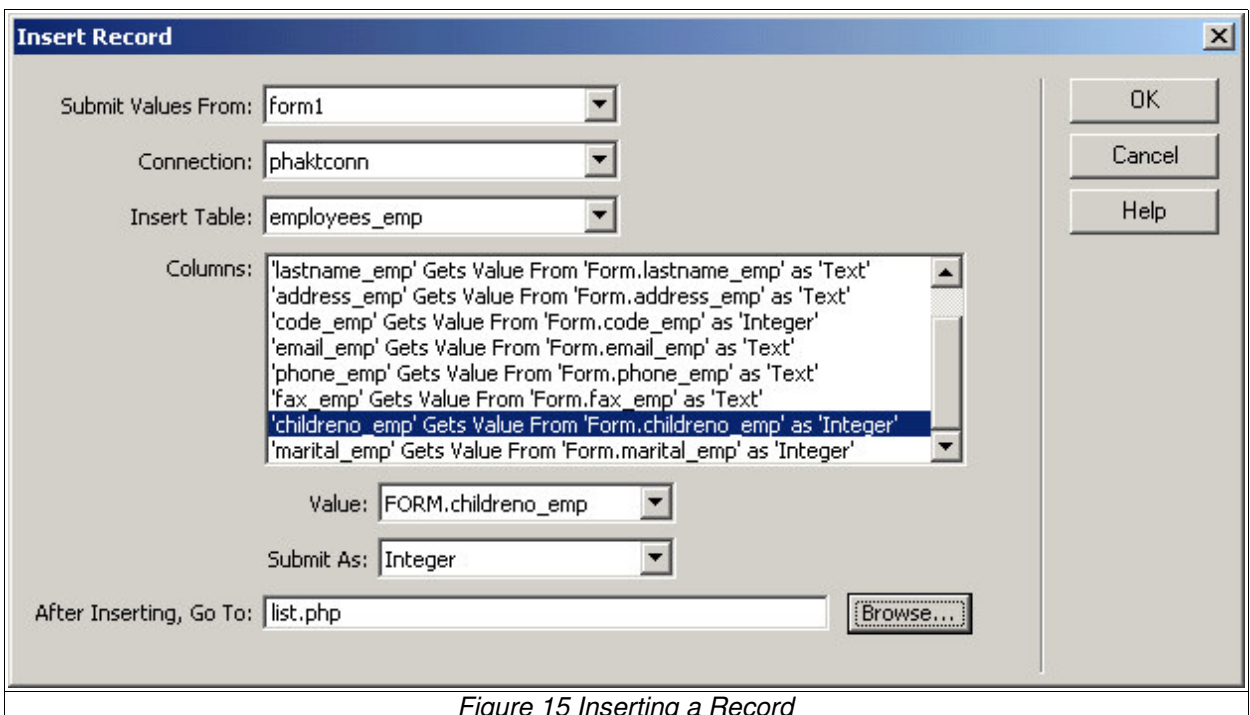 Insert Record
Submit Values From: form1
OK
Connection: phaktconn
Cancel
Insert Table: employees_emp
Help
Columns:
'lastname_emp' Gets Value From 'Form.lastname_emp' as 'Text'
'address_emp' Gets Value From 'Form.address_emp' as 'Text'
'code_emp' Gets Value From 'Form.code_emp' as 'Integer'
'email_emp' Gets Value From 'Form.email_emp' as 'Text'
'phone_emp' Gets Value From 'Form.phone_emp' as 'Text'
'fax_emp' Gets Value From 'Form.fax_emp' as 'Text'
'childreno_emp' Gets Value From 'Form.childreno_emp' as 'Integer'
'marital_emp' Gets Value From 'Form.marital_emp' as 'Integer'
Value: FORM.childreno_emp
Submit As: Integer
After Inserting, Go To: list.php
Browse...
Figure 15 Inserting a Record